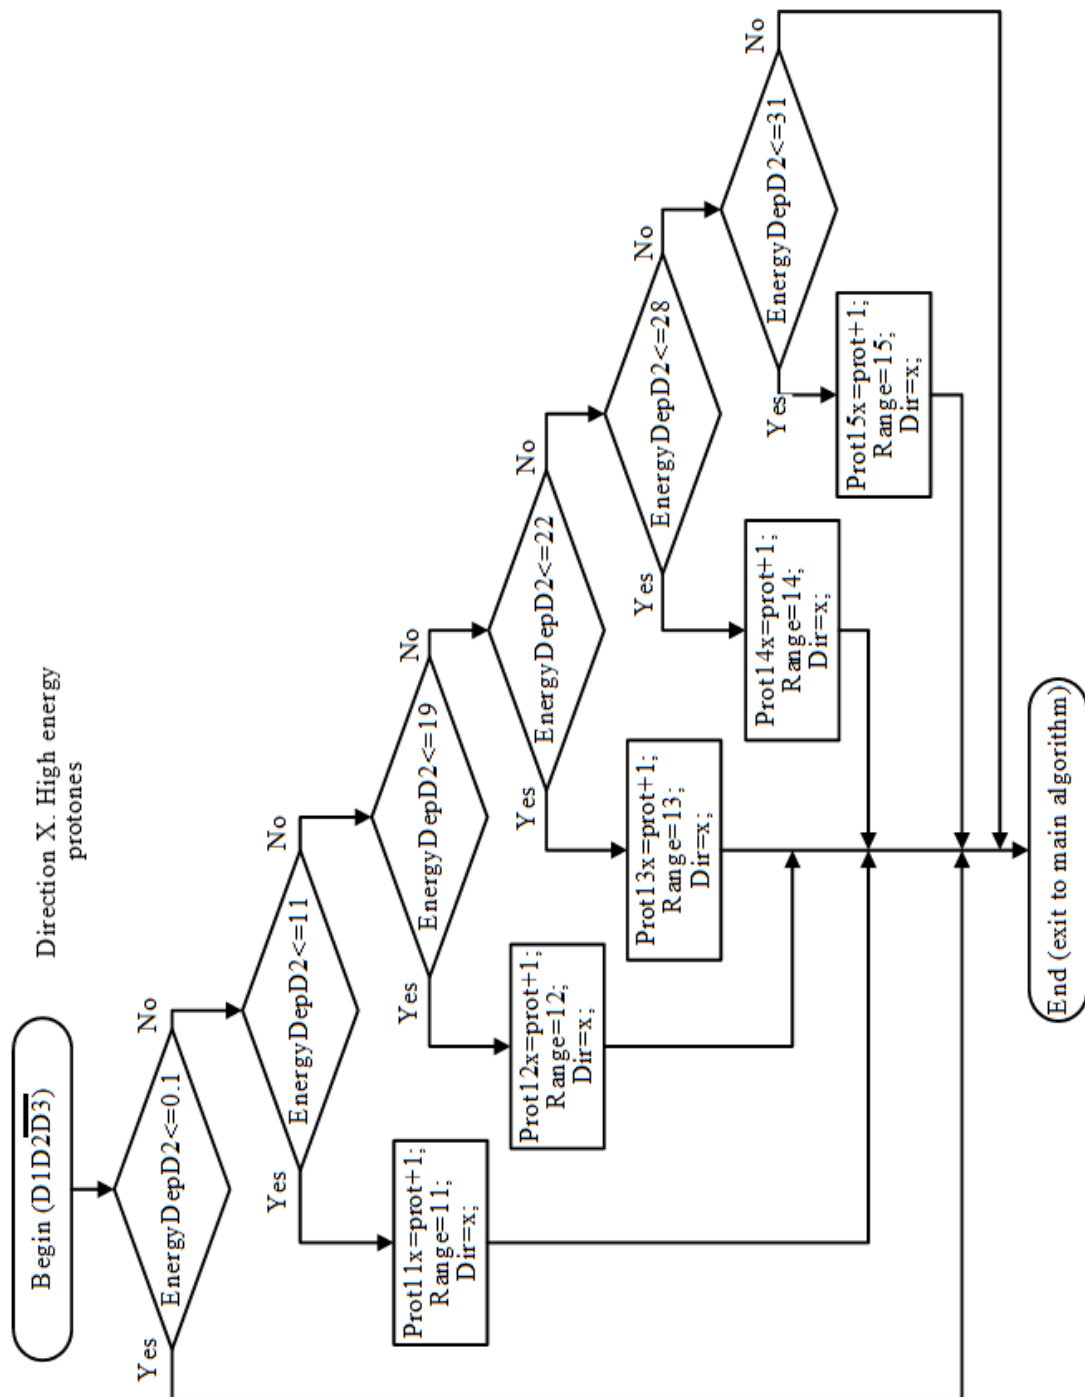 Direction X. High energy
protones
Begin (D1D2D̅3̅)
EnergyDepD2<=0.1
Yes
No
EnergyDepD2<=11
Yes
No
Prot11x=prot+1;
Range=11;
Dir=x;
EnergyDepD2<=19
Yes
No
Prot12x=prot+1;
Range=12;
Dir=x;
EnergyDepD2<=22
Yes
No
Prot13x=prot+1;
Range=13;
Dir=x;
EnergyDepD2<=28
Yes
No
Prot14x=prot+1;
Range=14;
Dir=x;
EnergyDepD2<=31
Yes
No
Prot15x=prot+1;
Range=15;
Dir=x;
End (exit to main algorithm)